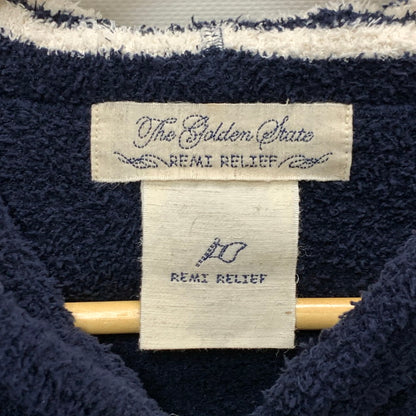 The Golden State
REMI RELIEF
REMI RELIEF